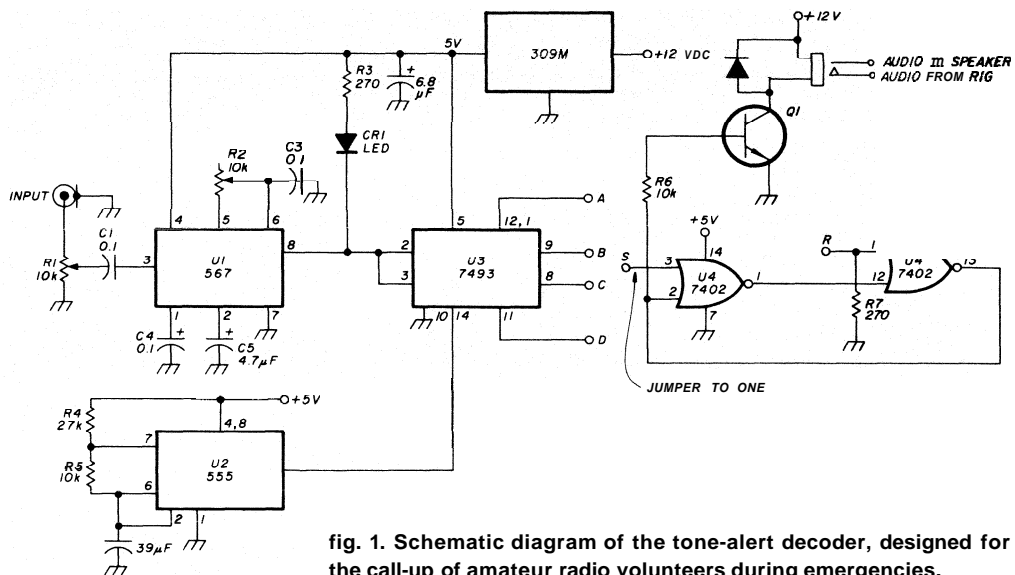 +12V
5V
309M
+12 VDC
AUDIO m SPEAKER
AUDIO FROM RIG
R3
270
+
6.8
µF
Q1
CR1
LED
R2
10k
C3
0.1
INPUT
R6
10k
4
5
6
5
12, 1
A
+5V
R
1
C1
0.1
R1
10k
3
U1
567
8
2
3
U3
7493
9
B
8
C
S
3
2
14
U4
7402
1
12
7402
13
R7
270
1
2
7
10
14
11
D
7
C4
0.1
+
+
C5
4.7µF
JUMPER TO ONE
+5V
R4
27k
4,8
7
U2
555
R5
10k
6
2
1
39µF
fig. 1. Schematic diagram of the tone-alert decoder, designed for
the call-up of amateur radio volunteers during emergencies.